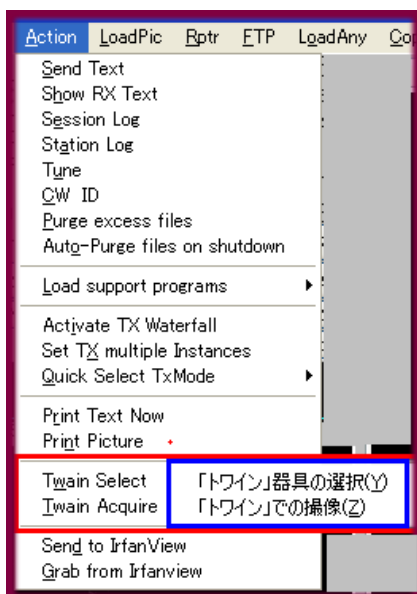 Action LoadPic Rptr FTP LoadAny Co
Send Text
Show RX Text
Session Log
Station Log
Tune
CW ID
Purge excess files
Auto-Purge files on shutdown
Load support programs
Activate TX Waterfall
Set TX multiple Instances
Quick Select TxMode
Print Text Now
Print Picture
Twain Select 「トワイン」器具の選択(Y)
Twain Acquire 「トワイン」での撮像(Z)
Send to IrfanView
Grab from Irfanview